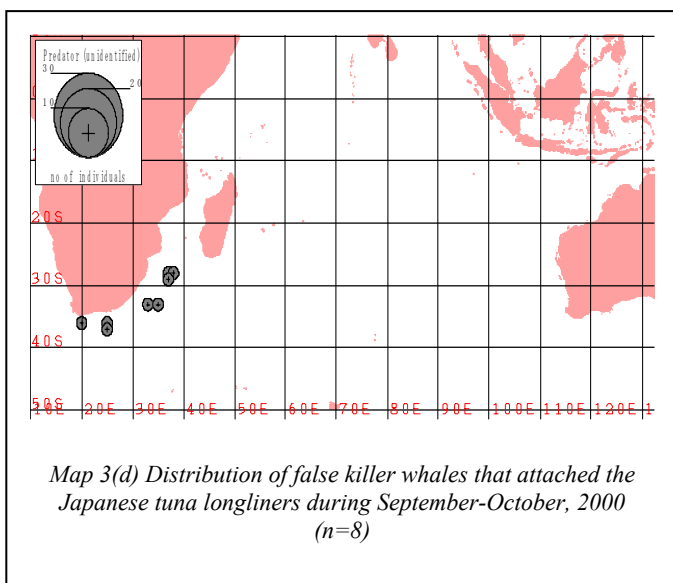 Predator (unidentified)
30
20
10
no of individuals
20S
30S
40S
50S
10E 20E 30E 40E 50E 60E 70E 80E 90E 100E 110E 120E 1
Map 3(d) Distribution of false killer whales that attached the
Japanese tuna longliners during September-October, 2000
(n=8)